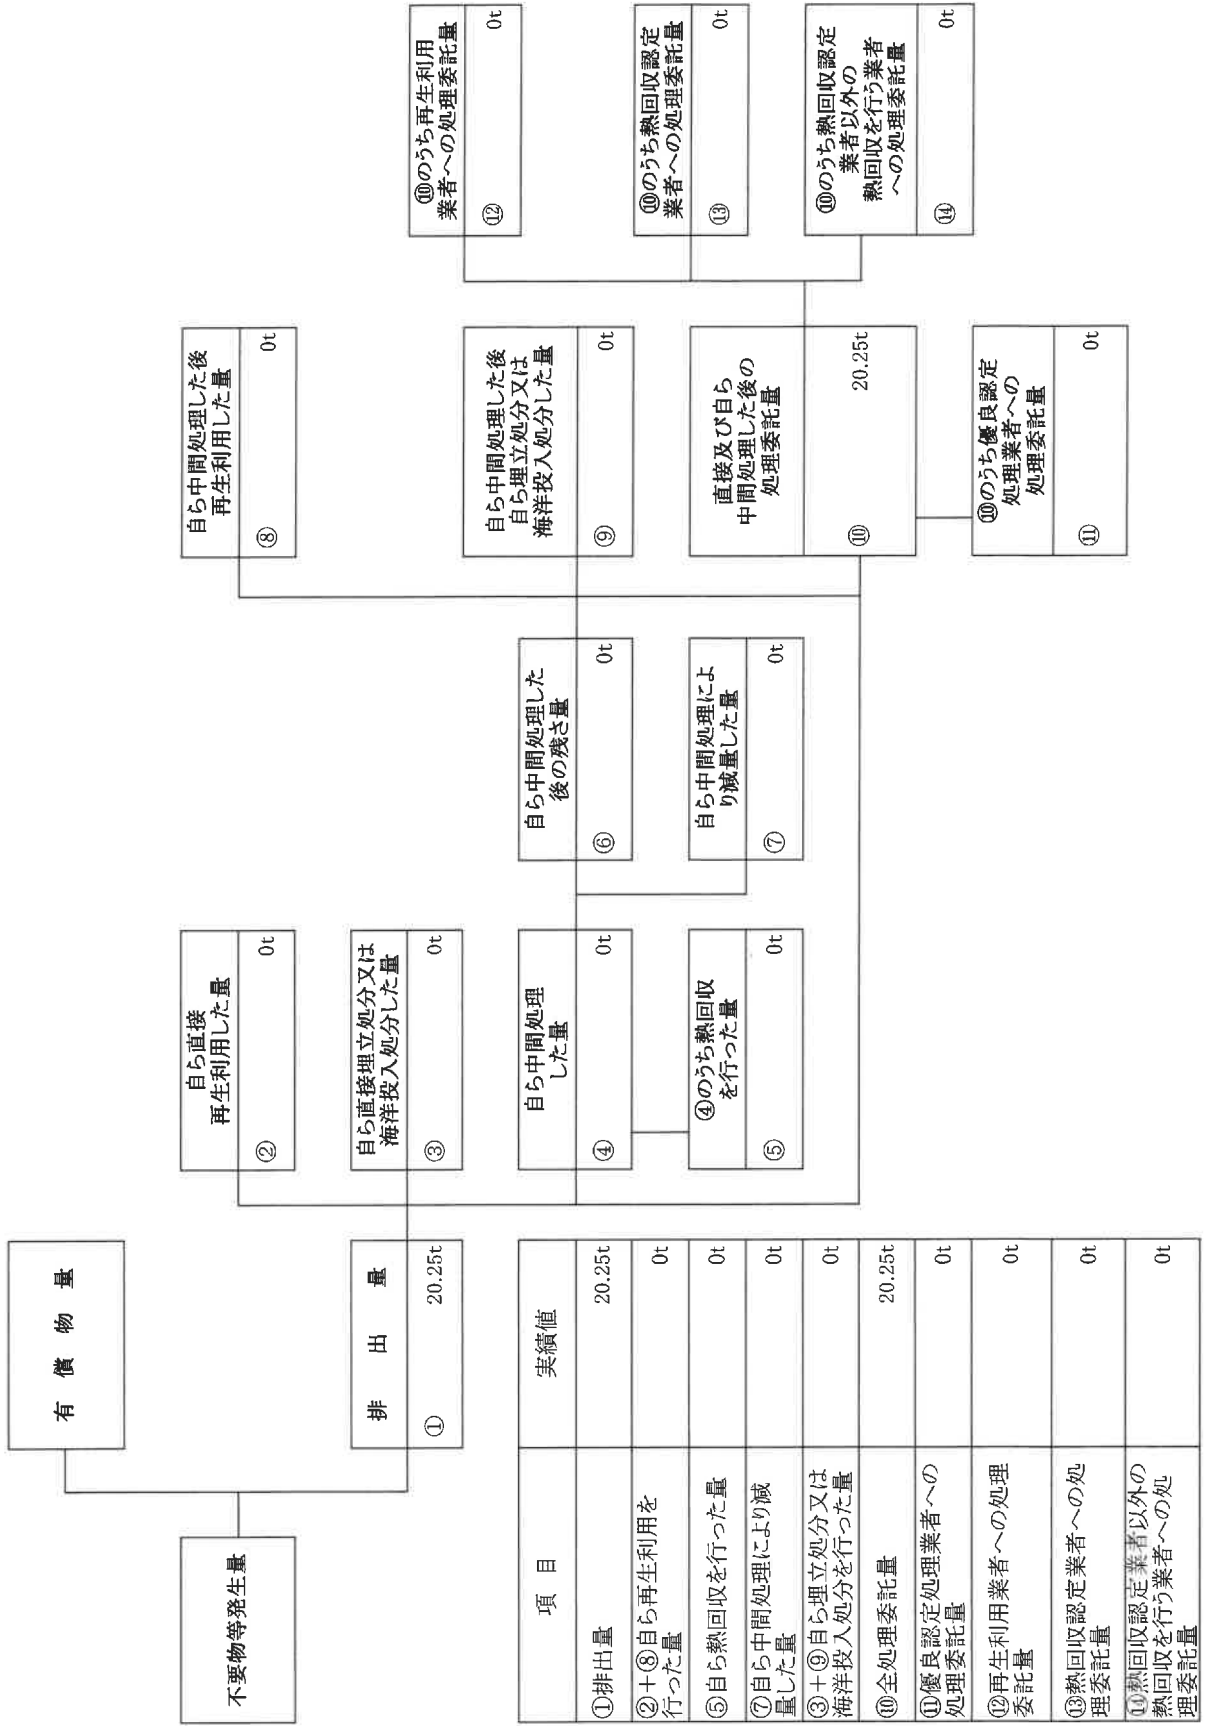 不要物等発生量
有償物量
排出量
① 20.25t
自ら直接
再生利用した量
② 0t
自ら直接埋立処分又は
海洋投入処分した量
③ 0t
自ら中間処理
した量
④ 0t
④のうち熱回収
を行った量
⑤ 0t
自ら中間処理した
後の残さ量
⑥ 0t
自ら中間処理によ
り減量した量
⑦ 0t
自ら中間処理した後
再生利用した量
⑧ 0t
自ら中間処理した後
自ら埋立処分又は
海洋投入処分した量
⑨ 0t
直接及び自ら
中間処理した後の
処理委託量
⑩ 20.25t
⑩のうち優良認定
処理業者への
処理委託量
⑪ 0t
⑩のうち再生利用
業者への処理委託量
⑫ 0t
⑩のうち熱回収認定
業者への処理委託量
⑬ 0t
⑩のうち熱回収認定
業者以外の
熱回収を行う業者
への処理委託量
⑭ 0t
項目 実績値
①排出量 20.25t
②+⑧自ら再生利用を
行った量 0t
⑤自ら熱回収を行った量 0t
⑦自ら中間処理により減
量した量 0t
③+⑨自ら埋立処分又は
海洋投入処分を行った量 0t
⑩全処理委託量 20.25t
⑪優良認定処理業者への
処理委託量 0t
⑫再生利用業者への処理
委託量 0t
⑬熱回収認定業者への処
理委託量 0t
⑭熱回収認定業者以外の
熱回収を行う業者への処
理委託量 0t